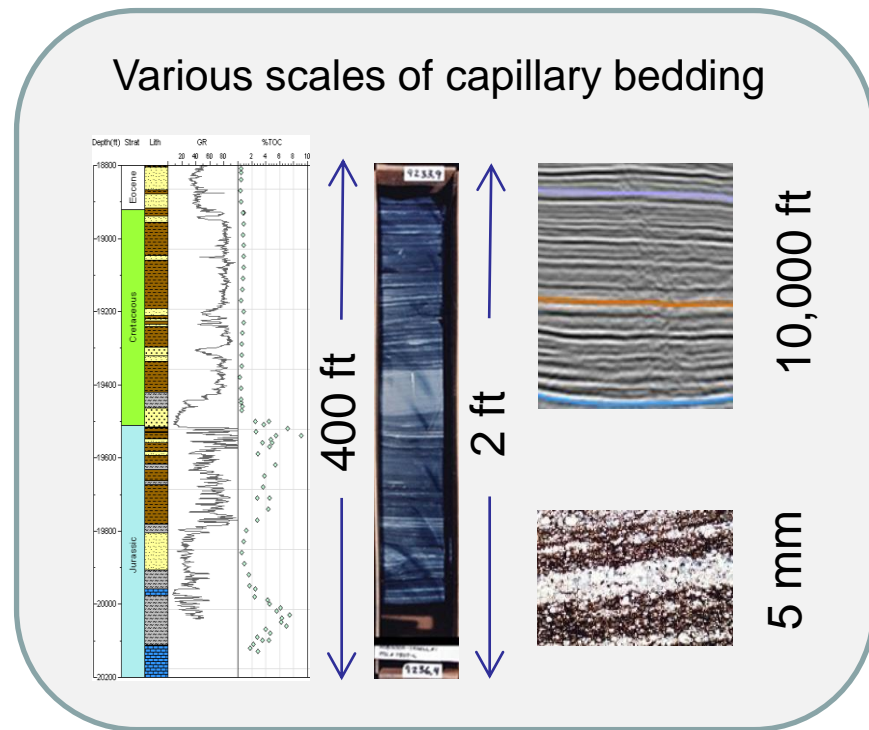 Various scales of capillary bedding
Depth(ft) Strat Lith GR %TOC
20 40 60 80 2 4 6 8 10
-18800
-19000
-19200
-19400
-19600
-19800
-20000
-20200
Eocene
Cretaceous
Jurassic
400 ft
9233,9
9236,9
2 ft
10,000 ft
5 mm